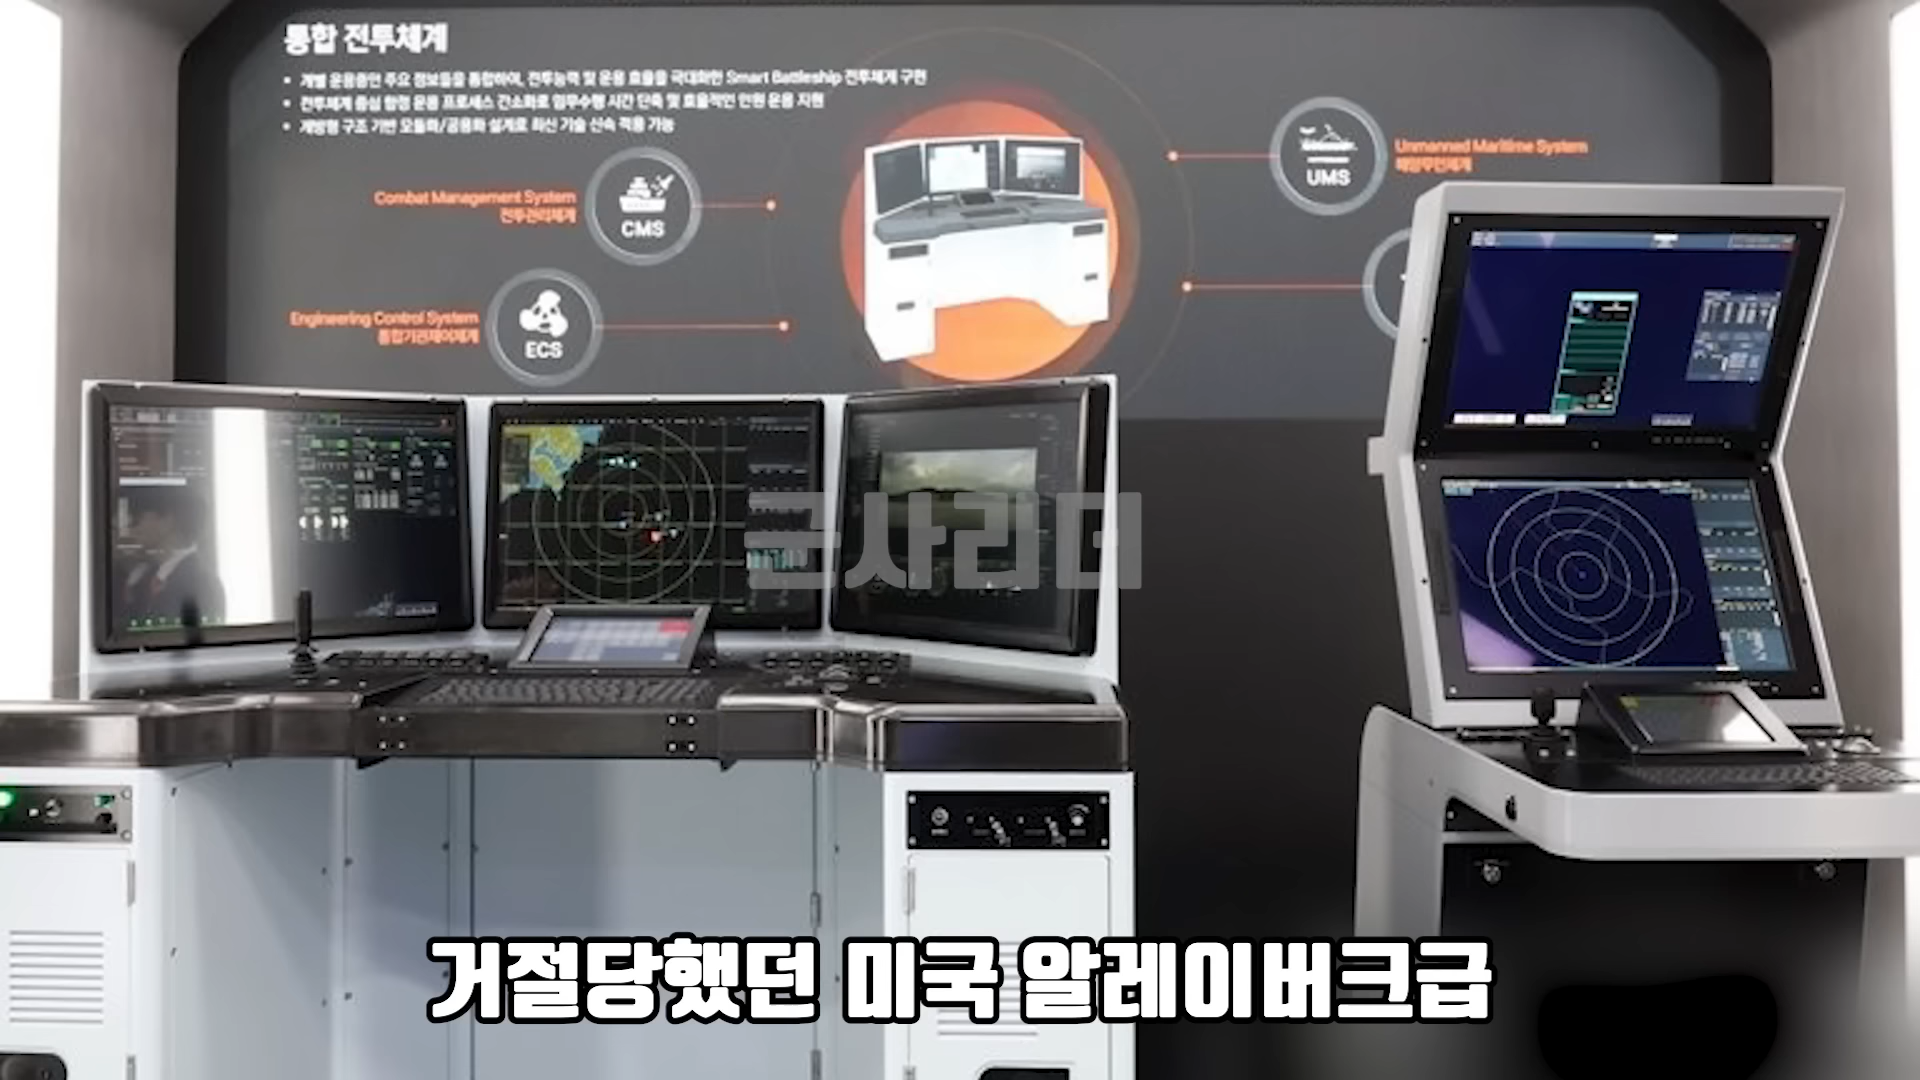 통합 전투체계
• 개별 운용중인 주요 정보들을 통합하여, 전투능력 및 운용 효율을 극대화한 Smart Battleship 전투체계 구현
• 전투체계 중심 함정 운용 프로세스 간소화로 임무수행 시간 단축 및 효율적인 인원 운용 지원
• 개방형 구조 기반 모듈화/공용화 설계로 최신 기술 신속 적용 가능
Combat Management System
전투관리체계
CMS
Unmanned Maritime System
해양무인체계
UMS
Engineering Control System
통합기관제어체계
ECS
군사리더
거절당했던 미국 알레이버크급